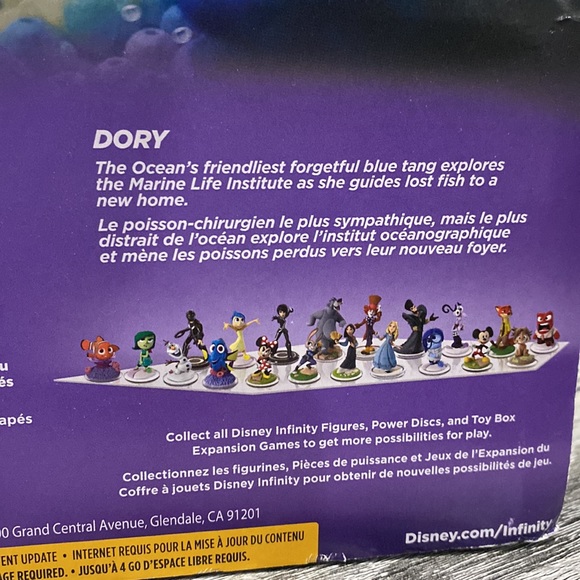 DORY
The Ocean's friendliest forgetful blue tang explores
the Marine Life Institute as she guides lost fish to a
new home.
Le poisson-chirurgien le plus sympathique, mais le plus
distrait de l'océan explore l'institut océanographique
et mène les poissons perdus vers leur nouveau foyer.
Collect all Disney Infinity Figures, Power Discs, and Toy Box
Expansion Games to get more possibilities for play.
Collectionnez les figurines, Pièces de puissance et Jeux de l'Expansion du
Coffre à jouets Disney Infinity pour obtenir de nouvelles possibilités de jeu.
Grand Central Avenue, Glendale, CA 91201
UPDATE • INTERNET REQUIS POUR LA MISE À JOUR DU CONTENU
REQUIRED. • JUSQU'À 4 GO D'ESPACE LIBRE REQUIS.
Disney.com/Infinity